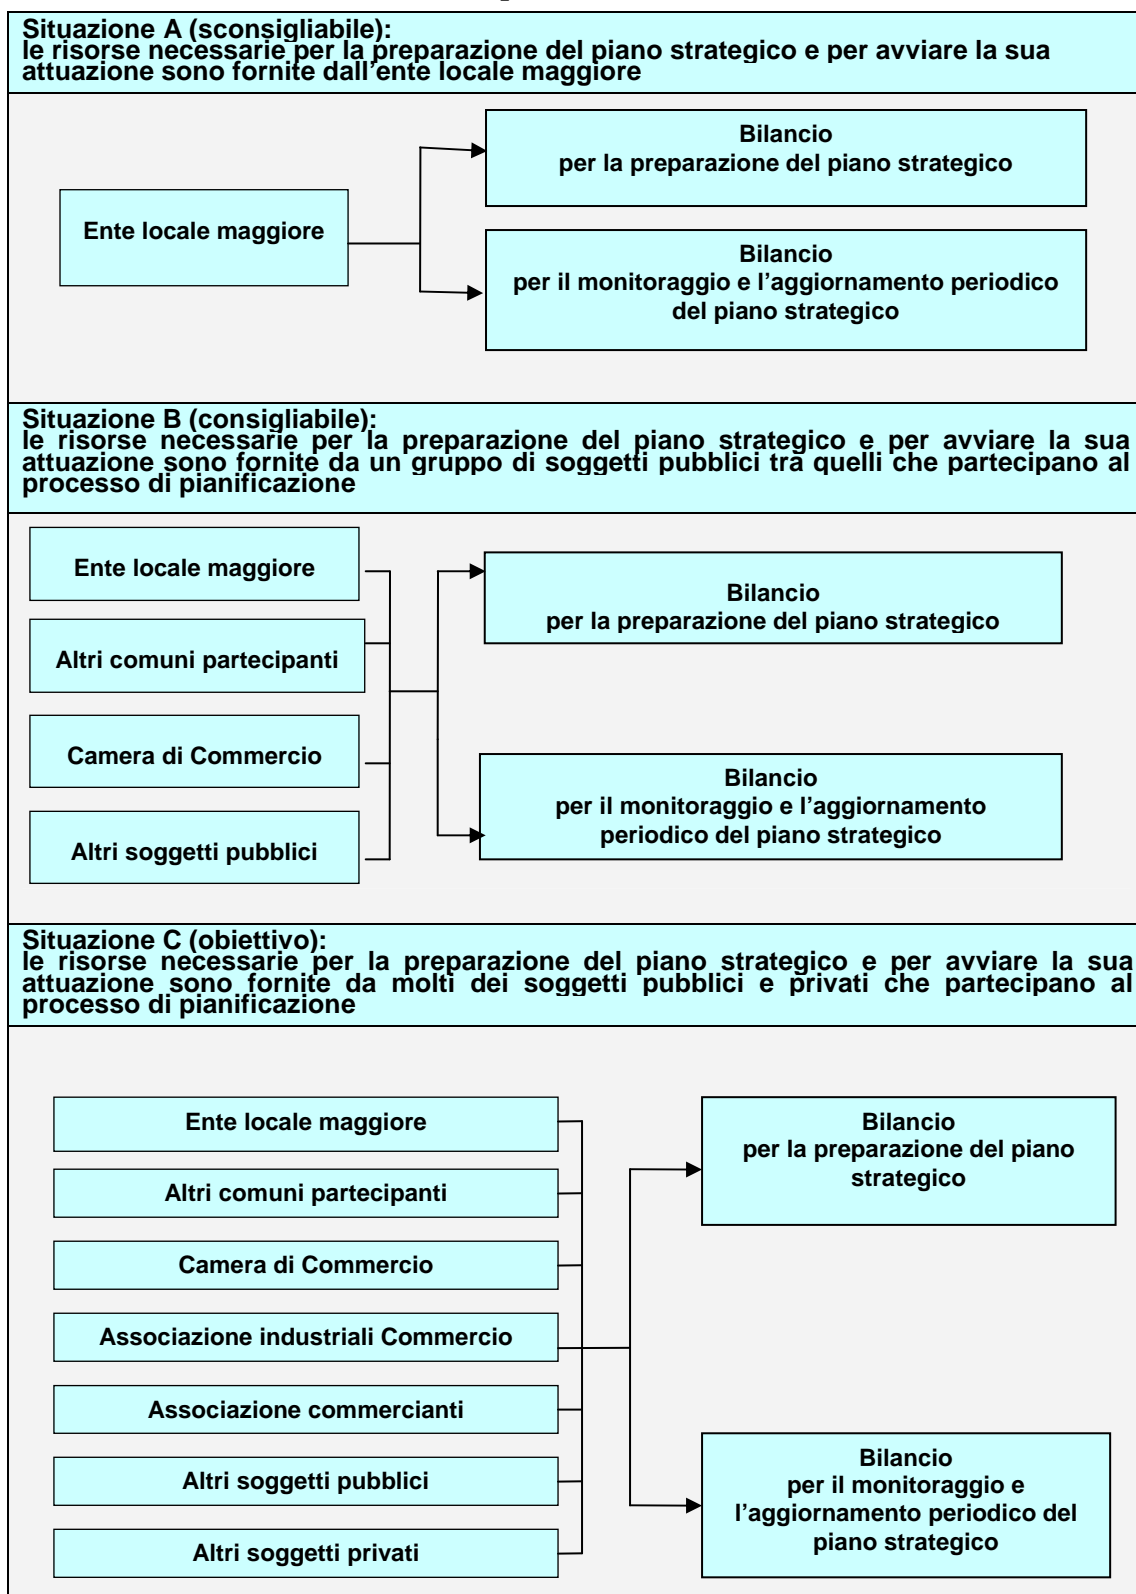 Situazione A (sconsigliabile):
le risorse necessarie per la preparazione del piano strategico e per avviare la sua
attuazione sono fornite dall’ente locale maggiore
Bilancio
per la preparazione del piano strategico
Ente locale maggiore
Bilancio
per il monitoraggio e l’aggiornamento periodico
del piano strategico
Situazione B (consigliabile):
le risorse necessarie per la preparazione del piano strategico e per avviare la sua
attuazione sono fornite da un gruppo di soggetti pubblici tra quelli che partecipano al
processo di pianificazione
Ente locale maggiore
Altri comuni partecipanti
Camera di Commercio
Altri soggetti pubblici
Bilancio
per la preparazione del piano strategico
Bilancio
per il monitoraggio e l’aggiornamento
periodico del piano strategico
Situazione C (obiettivo):
le risorse necessarie per la preparazione del piano strategico e per avviare la sua
attuazione sono fornite da molti dei soggetti pubblici e privati che partecipano al
processo di pianificazione
Ente locale maggiore
Altri comuni partecipanti
Camera di Commercio
Associazione industriali Commercio
Associazione commercianti
Altri soggetti pubblici
Altri soggetti privati
Bilancio
per la preparazione del piano
strategico
Bilancio
per il monitoraggio e
l’aggiornamento periodico del
piano strategico